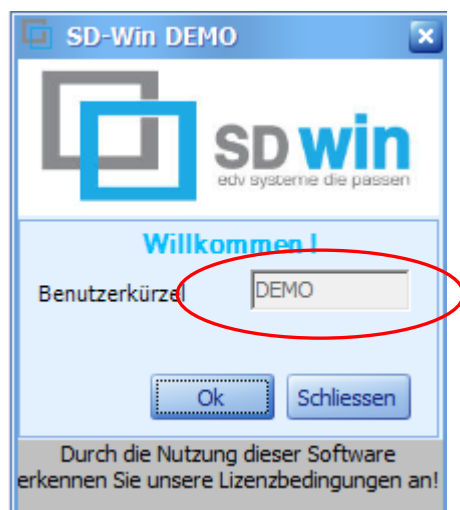 SD-Win DEMO
SD win
edv systeme die passen
Willkommen !
Benutzerkürzel DEMO
Ok Schliessen
Durch die Nutzung dieser Software
erkennen Sie unsere Lizenzbedingungen an!